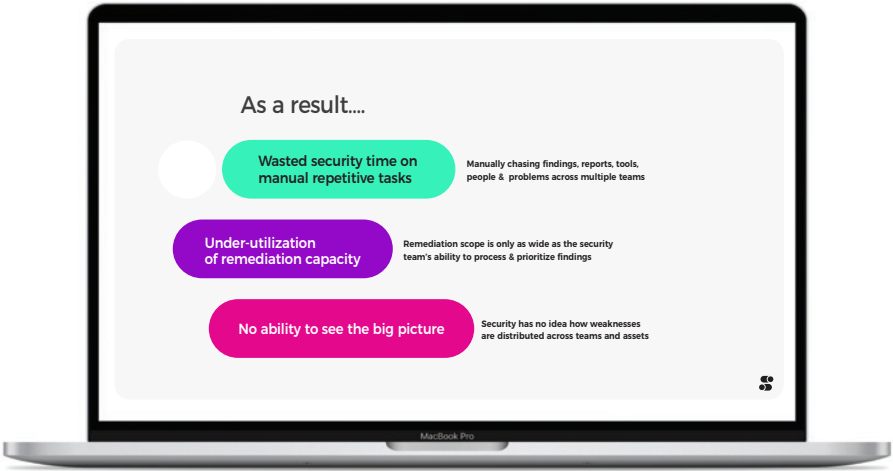 As a result....
Wasted security time on
manual repetitive tasks
Manually chasing findings, reports, tools,
people & problems across multiple teams
Under-utilization
of remediation capacity
Remediation scope is only as wide as the security
team's ability to process & prioritize findings
No ability to see the big picture
Security has no idea how weaknesses
are distributed across teams and assets
MacBook Pro